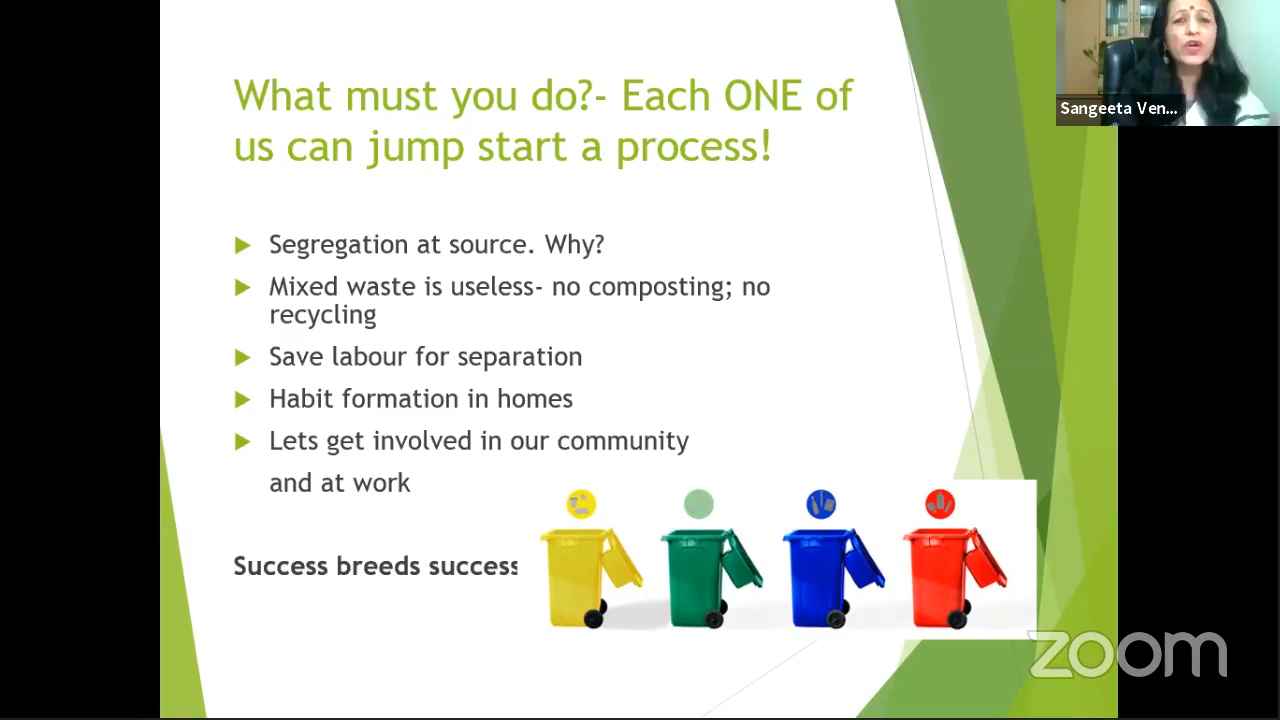 What must you do?- Each ONE of
us can jump start a process!
Segregation at source. Why?
Mixed waste is useless- no composting; no
recycling
Save labour for separation
Habit formation in homes
Lets get involved in our community
and at work
Success breeds success
Sangeeta Ven...
zoom